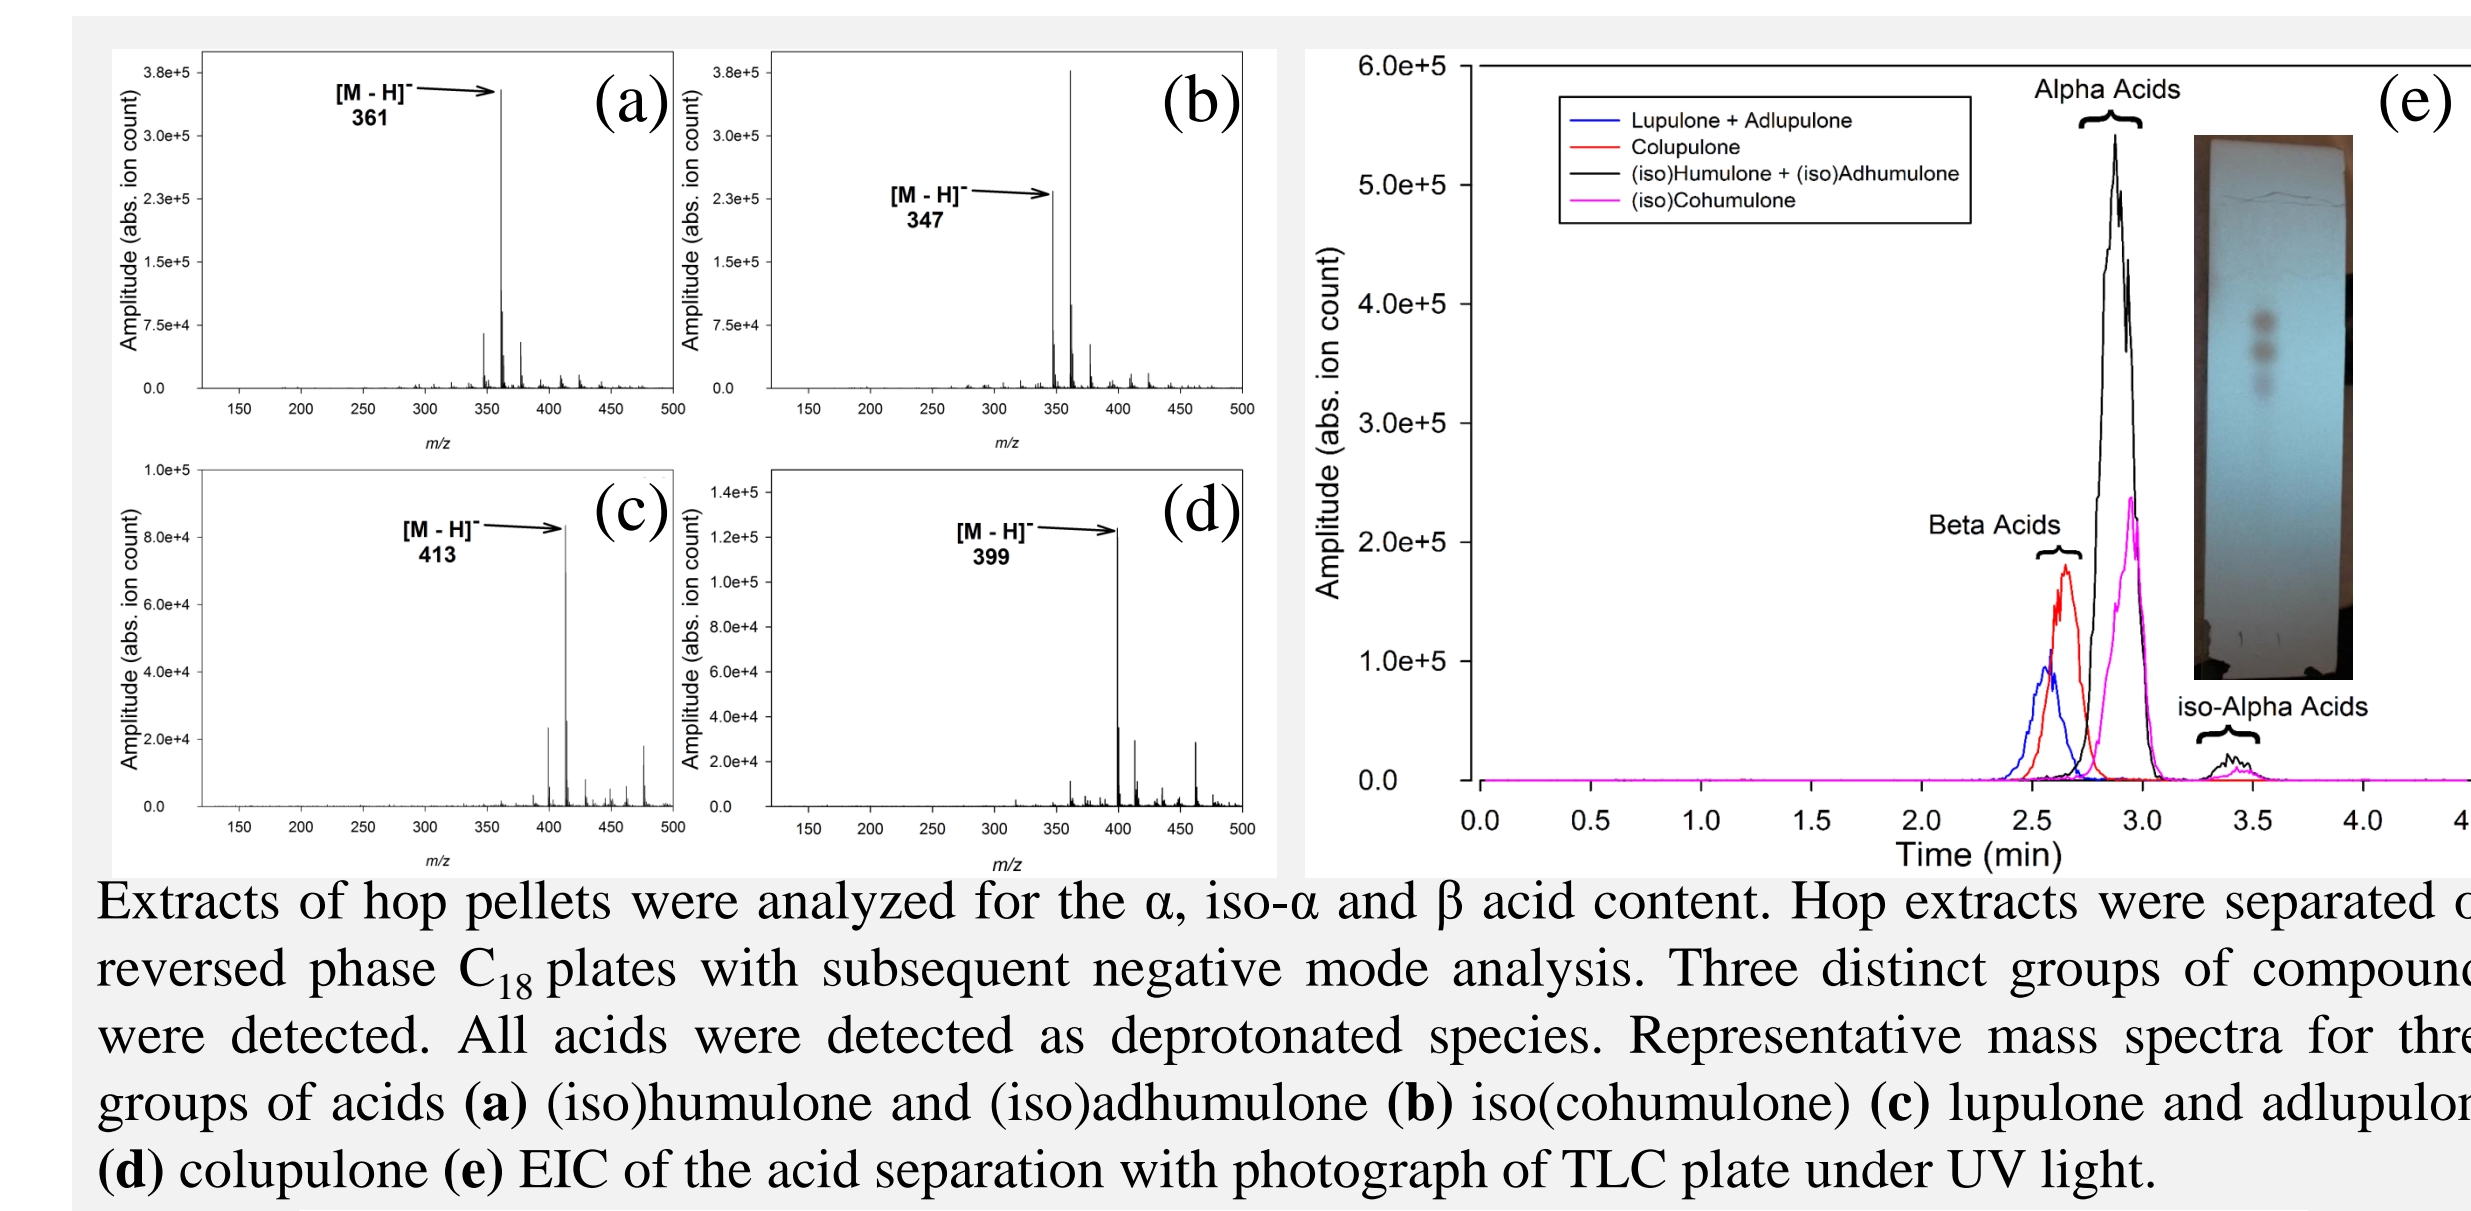 3.8e+5
3.0e+5
2.3e+5
1.5e+5
7.5e+4
0.0
Amplitude (abs. ion count)
[M - H]-
361
(a)
150 200 250 300 350 400 450 500
m/z
3.8e+5
3.0e+5
2.3e+5
1.5e+5
7.5e+4
0.0
Amplitude (abs. ion count)
[M - H]-
347
(b)
150 200 250 300 350 400 450 500
m/z
1.0e+5
8.0e+4
6.0e+4
4.0e+4
2.0e+4
0.0
Amplitude (abs. ion count)
[M - H]-
413
(c)
150 200 250 300 350 400 450 500
m/z
1.4e+5
1.2e+5
1.0e+5
8.0e+4
6.0e+4
4.0e+4
2.0e+4
0.0
Amplitude (abs. ion count)
[M - H]-
399
(d)
150 200 250 300 350 400 450 500
m/z
6.0e+5
5.0e+5
4.0e+5
3.0e+5
2.0e+5
1.0e+5
0.0
Amplitude (abs. ion count)
Lupulone + Adlupulone
Colupulone
(iso)Humulone + (iso)Adhumulone
(iso)Cohumulone
Alpha Acids
(e)
Beta Acids
iso-Alpha Acids
0.0 0.5 1.0 1.5 2.0 2.5 3.0 3.5 4.0 4
Time (min)
Extracts of hop pellets were analyzed for the α, iso-α and β acid content. Hop extracts were separated
reversed phase C18 plates with subsequent negative mode analysis. Three distinct groups of compound
were detected. All acids were detected as deprotonated species. Representative mass spectra for thre
groups of acids (a) (iso)humulone and (iso)adhumulone (b) iso(cohumulone) (c) lupulone and adlupulon
(d) colupulone (e) EIC of the acid separation with photograph of TLC plate under UV light.